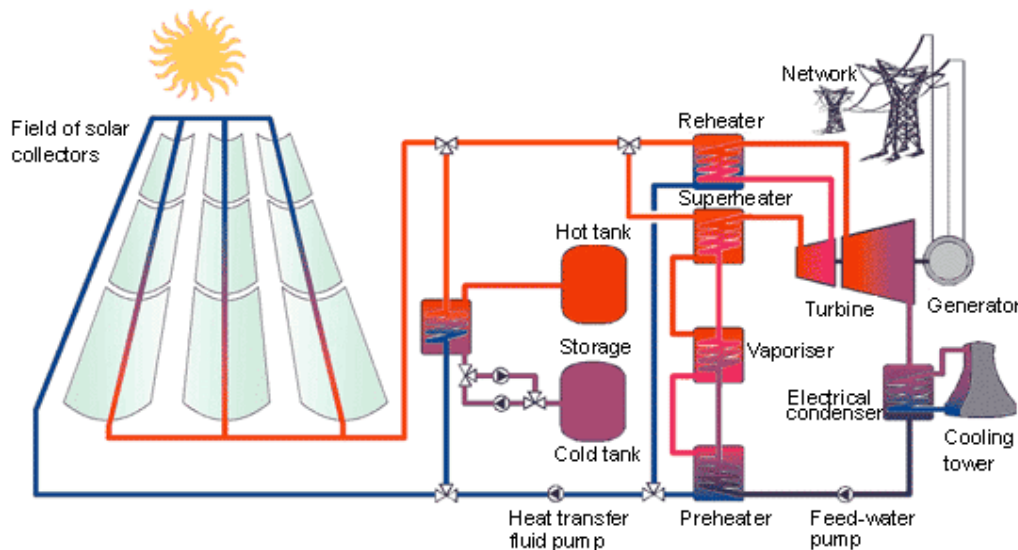 Network
Field of solar
collectors
Reheater
Superheater
Hot tank
Turbine
Generator
Storage
Vaporiser
Electrical
condenser
Cold tank
Cooling
tower
Heat transfer
fluid pump
Preheater
Feed-water
pump